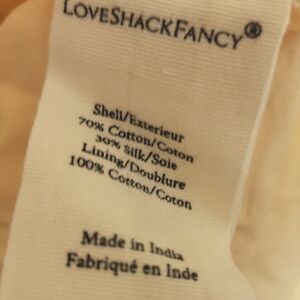 LOVESHACKFANCY®
Shell/Exterieur
70% Cotton/Coton
30% Silk/Soie
Lining/Doublure
100% Cotton/Coton
Made in India
Fabriqué en Inde